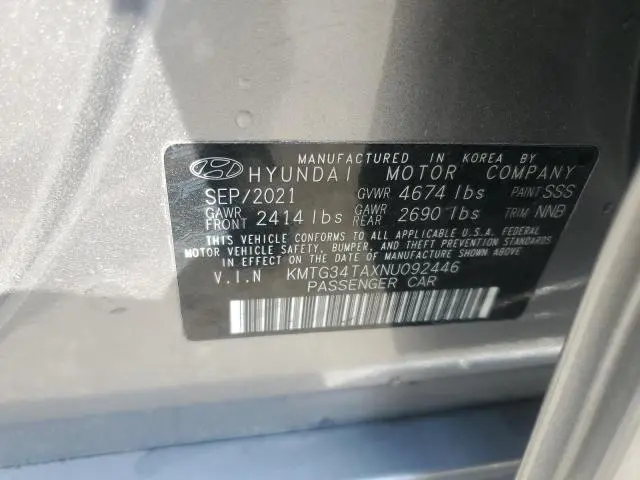 MANUFACTURED IN KOREA BY
HYUNDAI MOTOR COMPANY
SEP/2021 GVWR 4674 lbs PAINT SSS
GAWR FRONT 2414 lbs GAWR REAR 2690 lbs TRIM NNB
THIS VEHICLE CONFORMS TO ALL APPLICABLE U.S.A. FEDERAL
MOTOR VEHICLE SAFETY, BUMPER, AND THEFT PREVENTION STANDARDS
IN EFFECT ON THE DATE OF MANUFACTURE SHOWN ABOVE
V.I.N KMTG34TAXNU092446
PASSENGER CAR